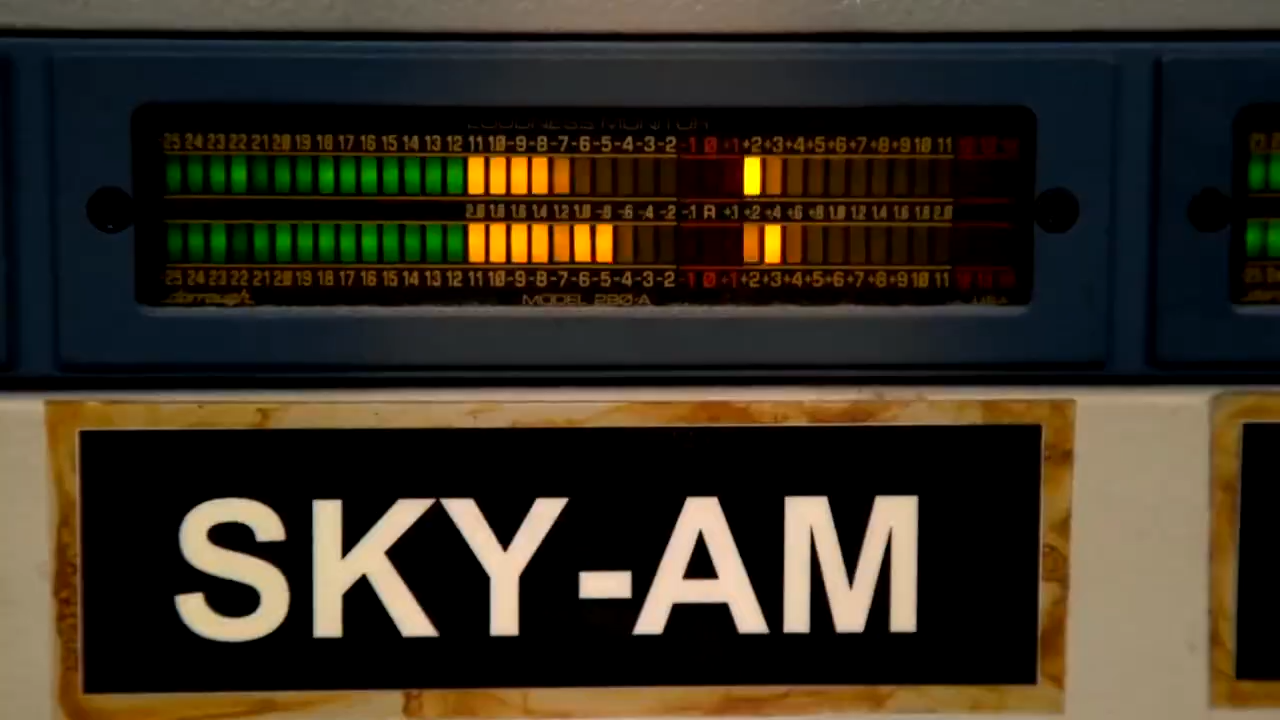 LOUDNESS MONITOR
25 24 23 22 21 20 19 18 17 16 15 14 13 12 11 10 -9 -8 -7 -6 -5 -4 -3 -2 -1 0 +1 +2 +3 +4 +5 +6 +7 +8 +9 10 11
2.0 1.8 1.6 1.4 1.2 1.0 -8 -6 -4 -2 -.1 R +.1 +.2 +.4 +.6 +.8 1.0 1.2 1.4 1.6 1.8 2.0
25 24 23 22 21 20 19 18 17 16 15 14 13 12 11 10 -9 -8 -7 -6 -5 -4 -3 -2 -1 0 +1 +2 +3 +4 +5 +6 +7 +8 +9 10 11
dorrough MODEL 280-A USA
SKY-AM